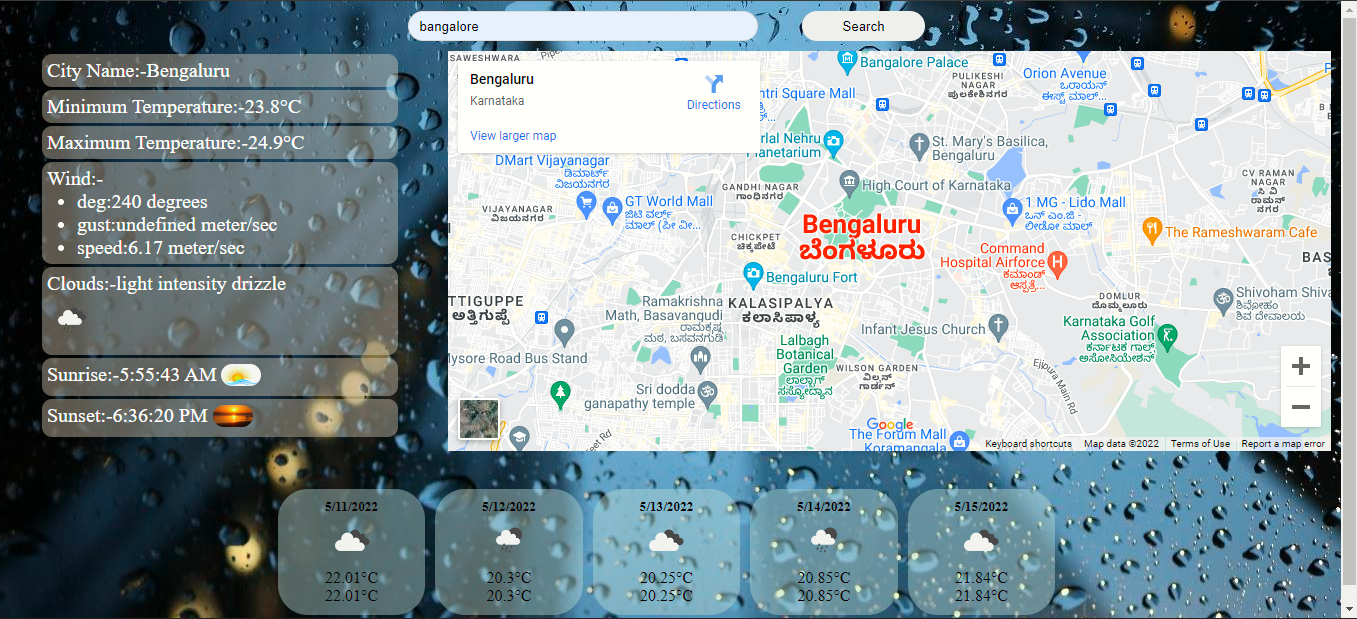 bangalore
Search
City Name:-Bengaluru
Minimum Temperature:-23.8°C
Maximum Temperature:-24.9°C
Wind:-
deg:240 degrees
gust:undefined meter/sec
speed:6.17 meter/sec
Clouds:-light intensity drizzle
Sunrise:-5:55:43 AM
Sunset:-6:36:20 PM
SAWESHWARA
Bengaluru
Karnataka
Directions
View larger map
Bangalore Palace
PULIKESHI
NAGAR
ಪುಲಕೇಶಿನಗರ
Orion Avenue
ಒರಾಯನ್
ಈಸ್ಟ್ ಮಾಲ್...
ntri Square Mall
rlal Nehru
Planetarium
St. Mary's Basilica,
Bengaluru
DMart Vijayanagar
ಡಿಮಾರ್ಟ್
ವಿಜಯನಗರ
GANDHI NAGAR
ಗಾಂಧಿನಗರ
High Court of Karnataka
CV RAMAN
NAGAR
ಸಿ ವಿ
ರಾಮನ್
ನಗರ
VIJAYANAGAR
ವಿಜಯನಗರ
GT World Mall
ಜಿಟಿ ವರ್ಲ್ಡ್
ಮಾಲ್ (ಪೀ ವೀ...
1 MG - Lido Mall
ಒನ್ ಎಂ.ಜಿ -
ಲೀಡೋ ಮಾಲ್
Bengaluru
ಬೆಂಗಳೂರು
The Rameshwaram Cafe
CHICKPET
ಚಿಕ್ಕಪೇಟೆ
Command
Hospital Airforce
ಕಮಾಂಡ್
ಆಸ್ಪತ್ರೆ...
BAS
Bengaluru Fort
TTIGUPPE
ಅತ್ತಿಗುಪ್ಪೆ
Ramakrishna
Math, Basavangudi
ರಾಮಕೃಷ್ಣ
ಮಠ, ಬಸವನಗುಡಿ
KALASIPALYA
ಕಲಾಸಿಪಾಳ್ಯ
DOMLUR
ದೊಮ್ಮಲೂರು
Shivoham Shiva
ಶಿವೋಹಂ
ಶಿವ ದೇವಾಲಯ
Infant Jesus Church
Karnataka Golf
Association
ಕರ್ನಾಟಕ ಗಾಲ್ಫ್
ಅಸೋಸಿಯೇಶನ್
Mysore Road Bus Stand
Lalbagh
Botanical
Garden
ಲಾಲ್ಬಾಗ್
ಸಸ್ಯೋದ್ಯಾನ
WILSON GARDEN
ವಿಲ್ಸನ್
ಗಾರ್ಡನ್
Ejipura Main Rd
Sri dodda
ganapathy temple
Google
The Forum Mall
Koramangala
Keyboard shortcuts
Map data ©2022
Terms of Use
Report a map error
5/11/2022
22.01°C
22.01°C
5/12/2022
20.3°C
20.3°C
5/13/2022
20.25°C
20.25°C
5/14/2022
20.85°C
20.85°C
5/15/2022
21.84°C
21.84°C